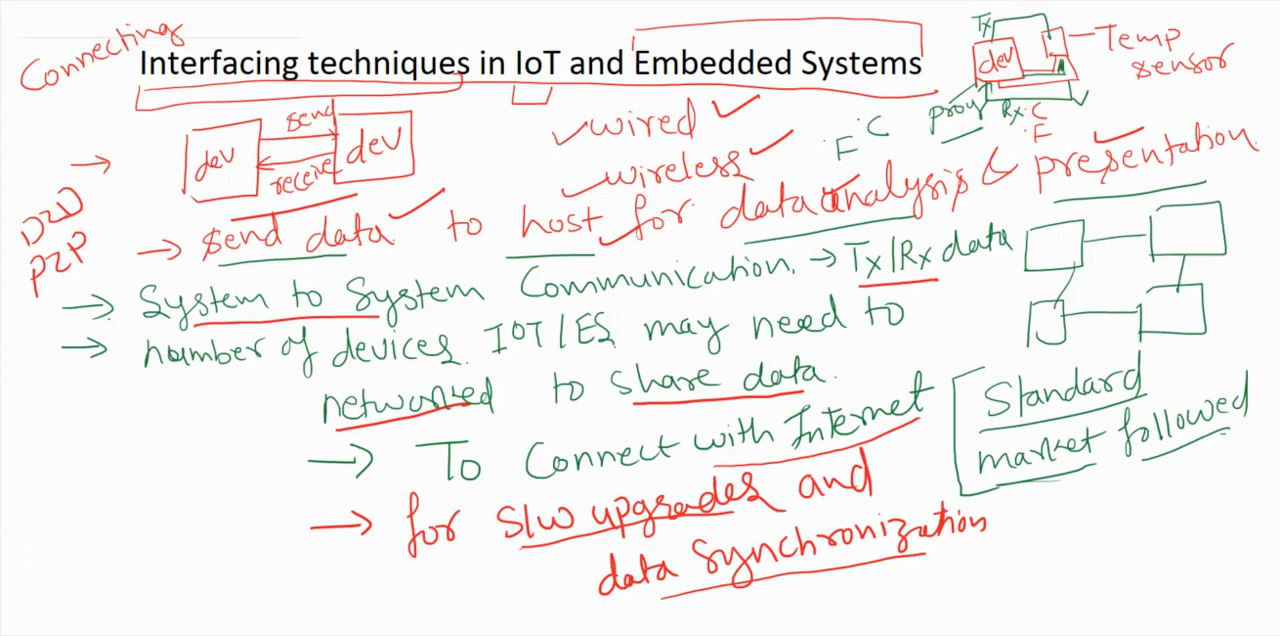 Connecting
Interfacing techniques in IoT and Embedded Systems
Tx
dev
Temp
sensor
Rx
°C
°F
send
dev
dev
receive
wired
wireless
°F °C
D2D
P2P
→ send data to host for data analysis & presentation
→ System to System Communication. → Tx/Rx data
→ number of devices. IOT/ES may need to
networked to share data.
→ To Connect with Internet
→ for S/w upgrades and
data synchronization
Standard
market followed